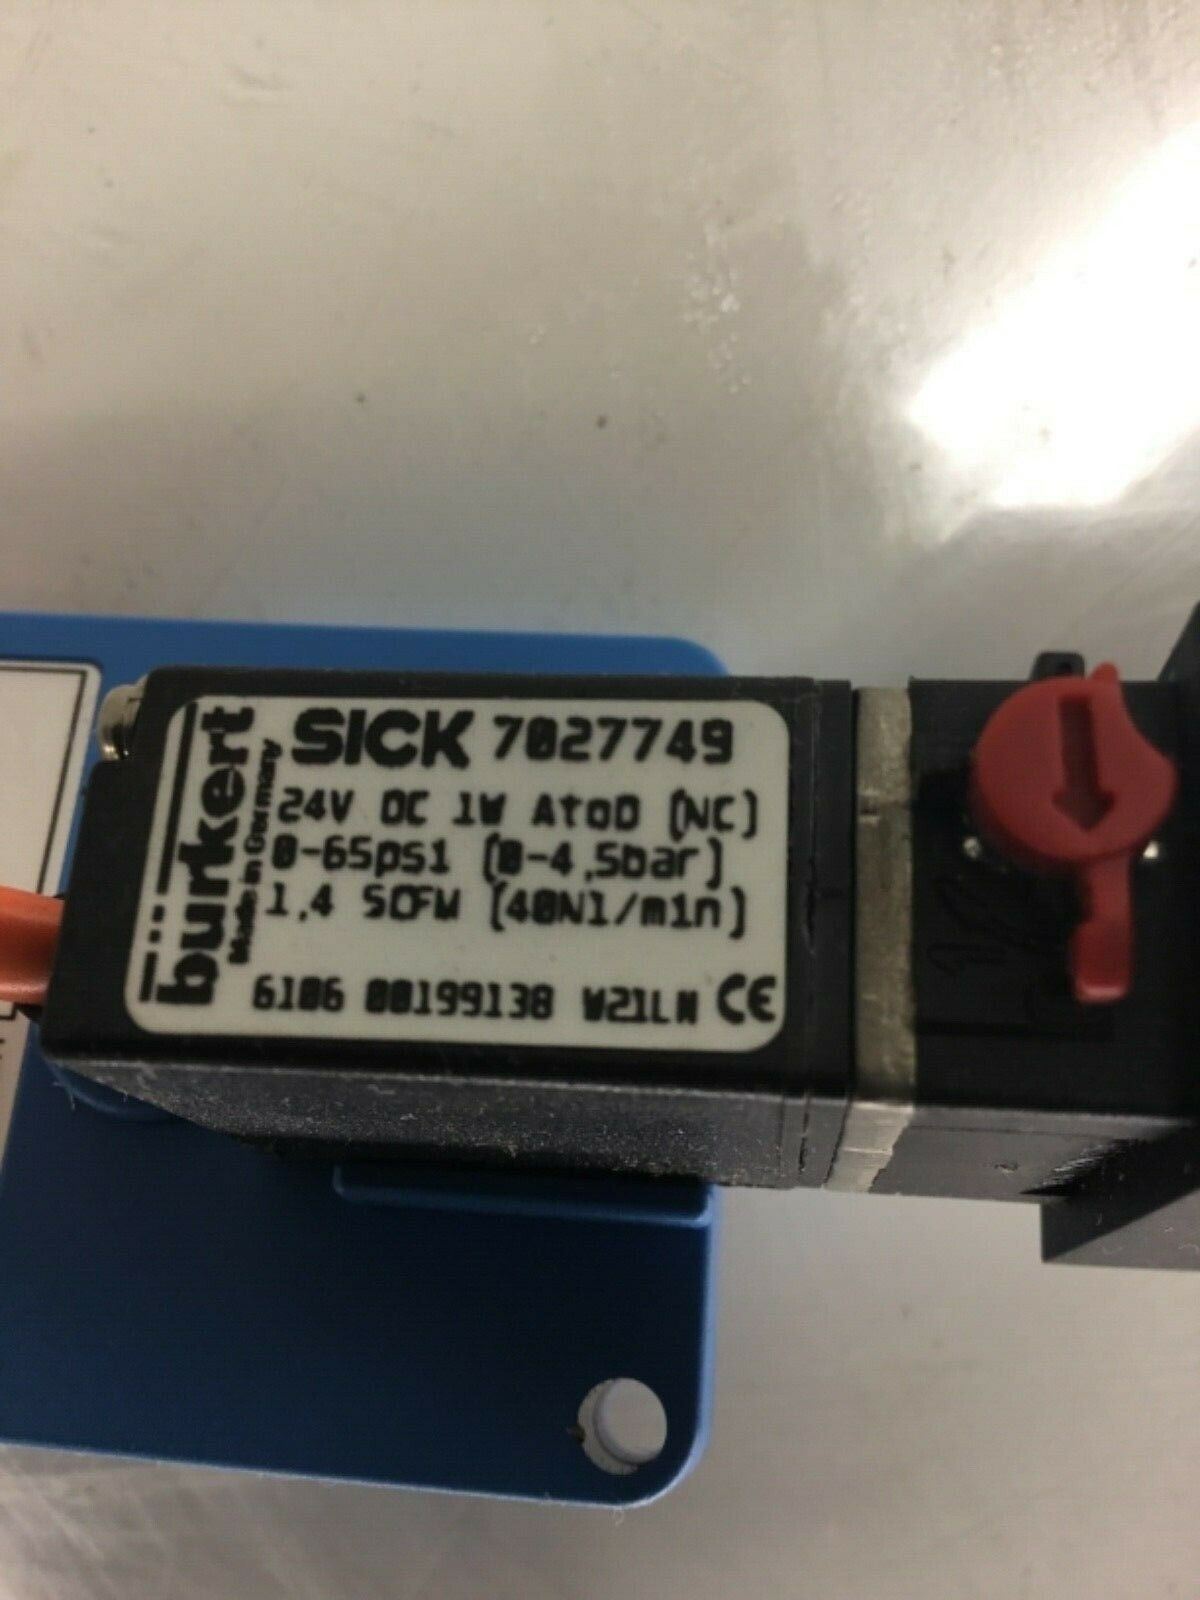 burkert
Made in Germany
SICK 7027749
24V DC 1W AtoD (NC)
0-65psi (0-4,5bar)
1,4 SCFM (40Nl/min)
6106 00199138 W21LN CE